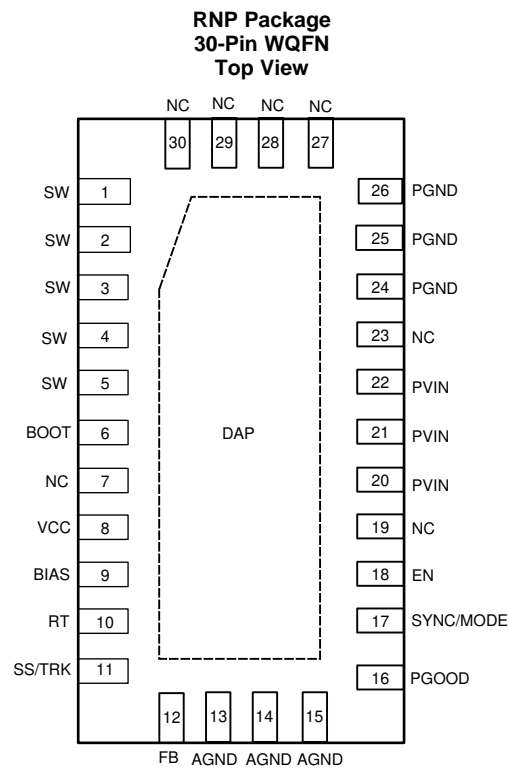 RNP Package
30-Pin WQFN
Top View
NC NC NC NC
30 29 28 27
SW 1 26 PGND
SW 2 25 PGND
SW 3 24 PGND
SW 4 23 NC
SW 5 22 PVIN
BOOT 6 DAP 21 PVIN
NC 7 20 PVIN
VCC 8 19 NC
BIAS 9 18 EN
RT 10 17 SYNC/MODE
SS/TRK 11 16 PGOOD
12 13 14 15
FB AGND AGND AGND